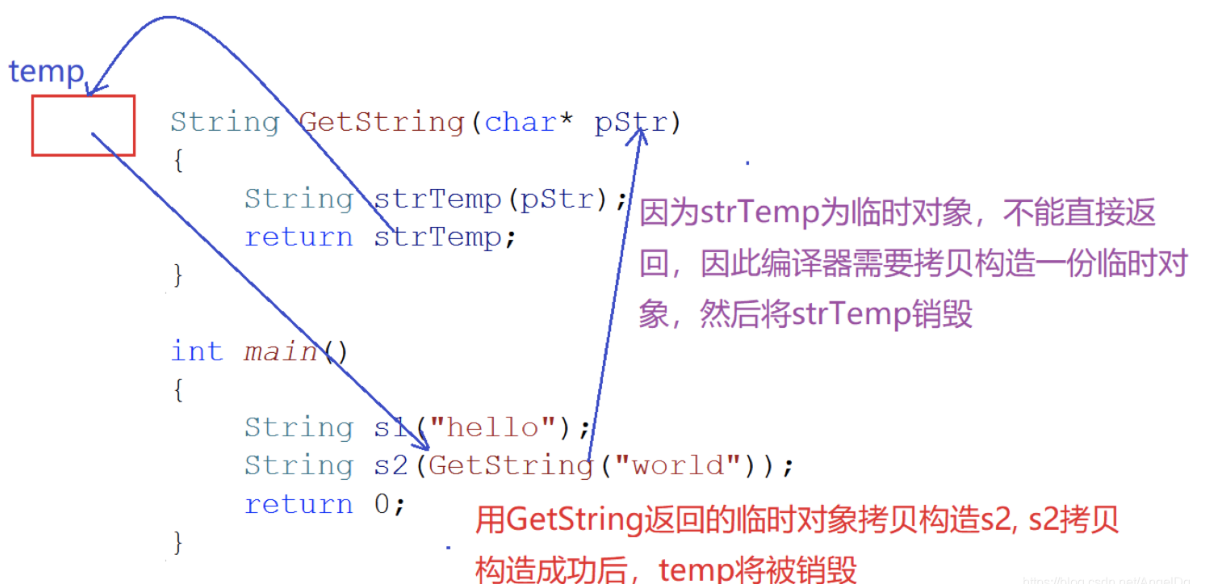 temp
String GetString(char* pStr)
{
String strTemp(pStr);
return strTemp;
}
因为strTemp为临时对象，不能直接返
回，因此编译器需要拷贝构造一份临时对
象，然后将strTemp销毁
int main()
{
String s1("hello");
String s2(GetString("world"));
return 0;
}
用GetString返回的临时对象拷贝构造s2, s2拷贝
构造成功后，temp将被销毁